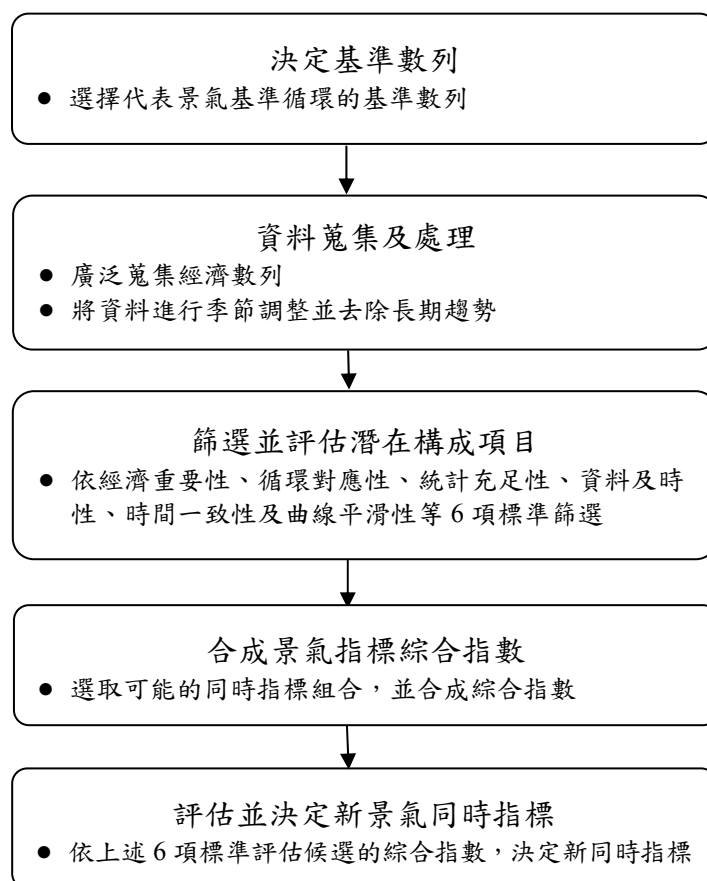 決定基準數列
● 選擇代表景氣基準循環的基準數列
資料蒐集及處理
● 廣泛蒐集經濟數列
● 將資料進行季節調整並去除長期趨勢
篩選並評估潛在構成項目
● 依經濟重要性、循環對應性、統計充足性、資料及時
性、時間一致性及曲線平滑性等 6 項標準篩選
合成景氣指標綜合指數
● 選取可能的同時指標組合，並合成綜合指數
評估並決定新景氣同時指標
● 依上述 6 項標準評估候選的綜合指數，決定新同時指標